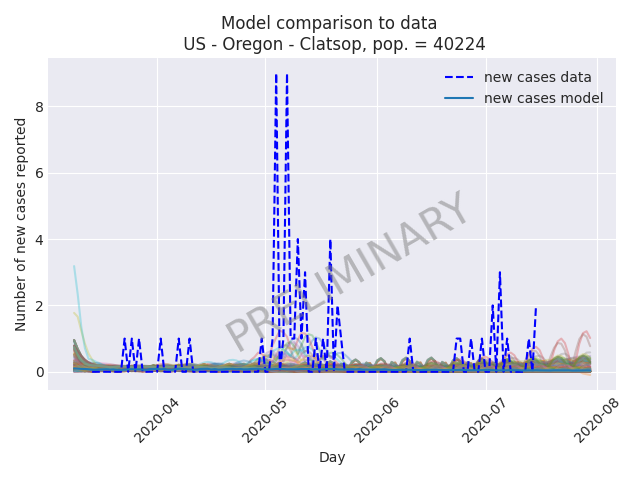 Model comparison to data
US - Oregon - Clatsop, pop. = 40224
new cases data
new cases model
Number of new cases reported
8
6
4
2
0
PRELIMINARY
2020-04
2020-05
2020-06
2020-07
2020-08
Day